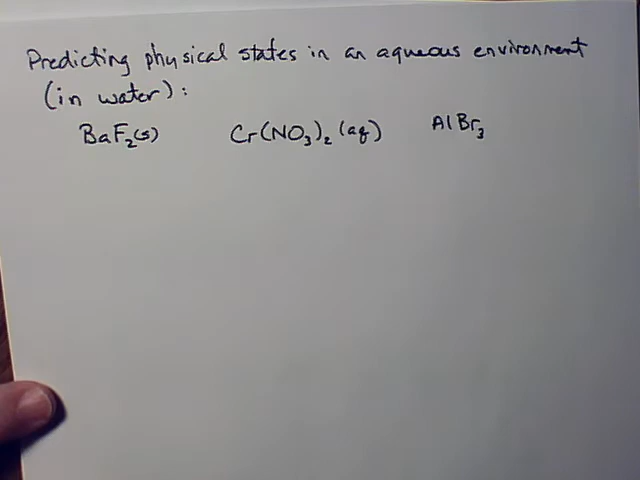 Predicting physical states in an aqueous environment
(in water):
BaF₂(s) Cr(NO₃)₂(aq) AlBr₃